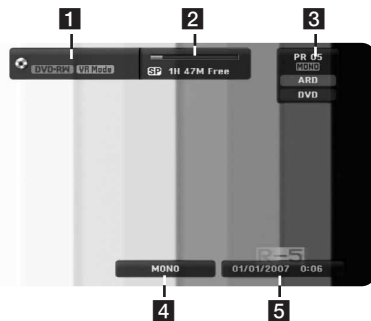 1
2
3
DVD-RW VR Mode
SP 1H 47M Free
PR 05
MONO
ARD
DVD
R-5
MONO
01/01/2007 0:06
4
5